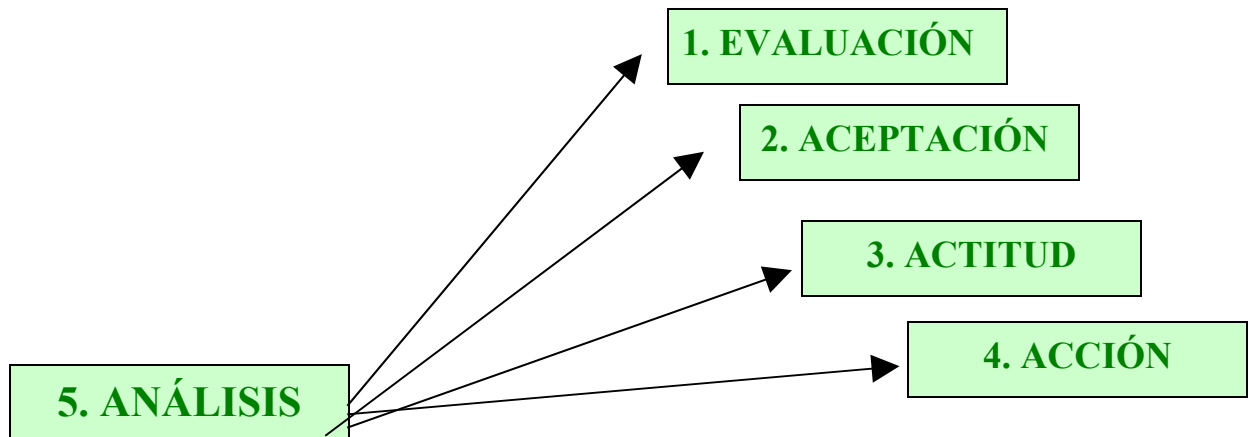 1. EVALUACIÓN
2. ACEPTACIÓN
3. ACTITUD
4. ACCIÓN
5. ANÁLISIS